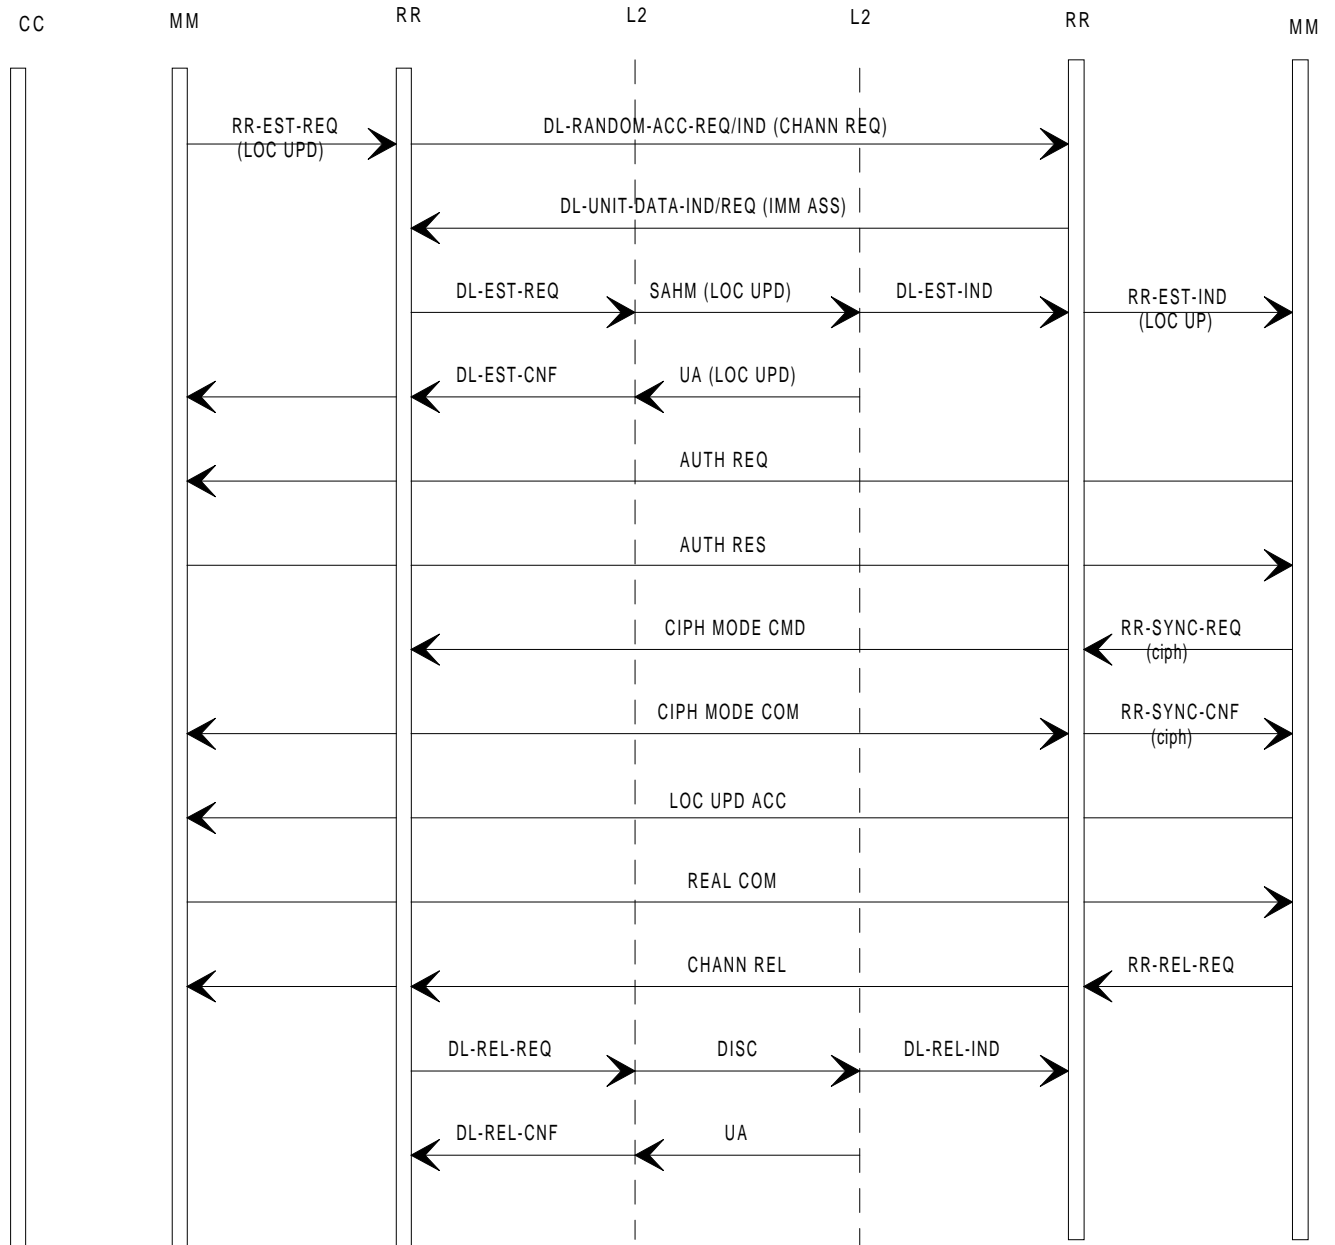 CC MM RR L2 L2 RR MM
RR-EST-REQ
(LOC UPD)
DL-RANDOM-ACC-REQ/IND (CHANN REQ)
DL-UNIT-DATA-IND/REQ (IMM ASS)
DL-EST-REQ SAHM (LOC UPD) DL-EST-IND RR-EST-IND
(LOC UP)
DL-EST-CNF UA (LOC UPD)
AUTH REQ
AUTH RES
CIPH MODE CMD RR-SYNC-REQ
(ciph)
CIPH MODE COM RR-SYNC-CNF
(ciph)
LOC UPD ACC
REAL COM
CHANN REL RR-REL-REQ
DL-REL-REQ DISC DL-REL-IND
DL-REL-CNF UA